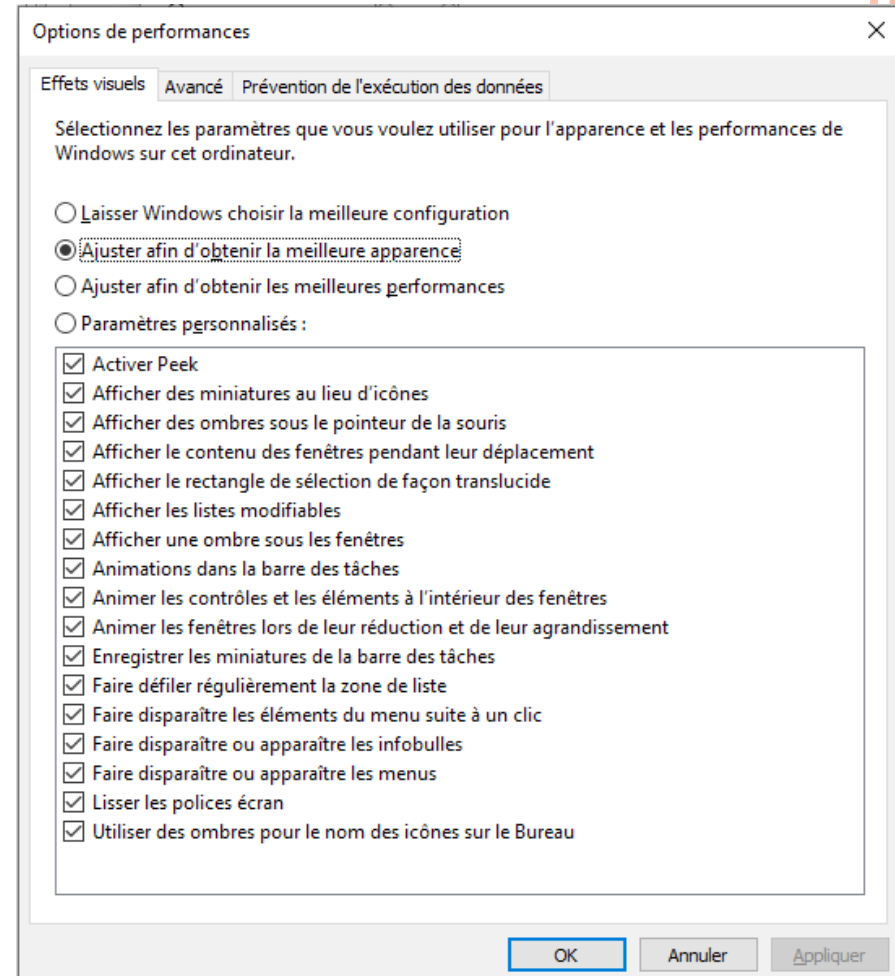 Options de performances
Effets visuels Avancé Prévention de l'exécution des données
Sélectionnez les paramètres que vous voulez utiliser pour l'apparence et les performances de
Windows sur cet ordinateur.
Laisser Windows choisir la meilleure configuration
Ajuster afin d'obtenir la meilleure apparence
Ajuster afin d'obtenir les meilleures performances
Paramètres personnalisés :
Activer Peek
Afficher des miniatures au lieu d'icônes
Afficher des ombres sous le pointeur de la souris
Afficher le contenu des fenêtres pendant leur déplacement
Afficher le rectangle de sélection de façon translucide
Afficher les listes modifiables
Afficher une ombre sous les fenêtres
Animations dans la barre des tâches
Animer les contrôles et les éléments à l'intérieur des fenêtres
Animer les fenêtres lors de leur réduction et de leur agrandissement
Enregistrer les miniatures de la barre des tâches
Faire défiler régulièrement la zone de liste
Faire disparaître les éléments du menu suite à un clic
Faire disparaître ou apparaître les infobulles
Faire disparaître ou apparaître les menus
Lisser les polices écran
Utiliser des ombres pour le nom des icônes sur le Bureau
OK Annuler Appliquer